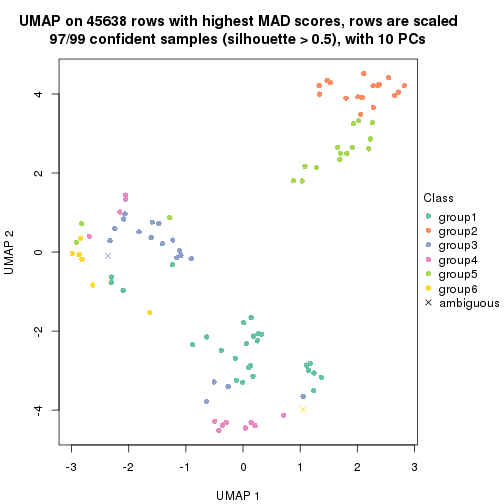 UMAP on 45638 rows with highest MAD scores, rows are scaled
97/99 confident samples (silhouette > 0.5), with 10 PCs
4
2
0
-2
-4
UMAP 2
-3
-2
-1
0
1
2
3
UMAP 1
Class
group1
group2
group3
group4
group5
group6
ambiguous